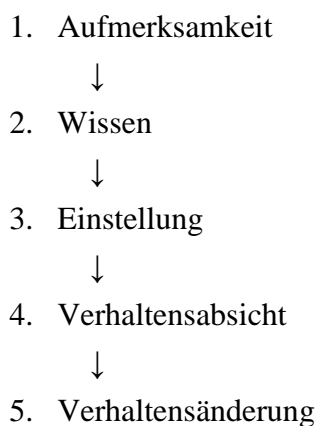 1. Aufmerksamkeit
↓
2. Wissen
↓
3. Einstellung
↓
4. Verhaltensabsicht
↓
5. Verhaltensänderung